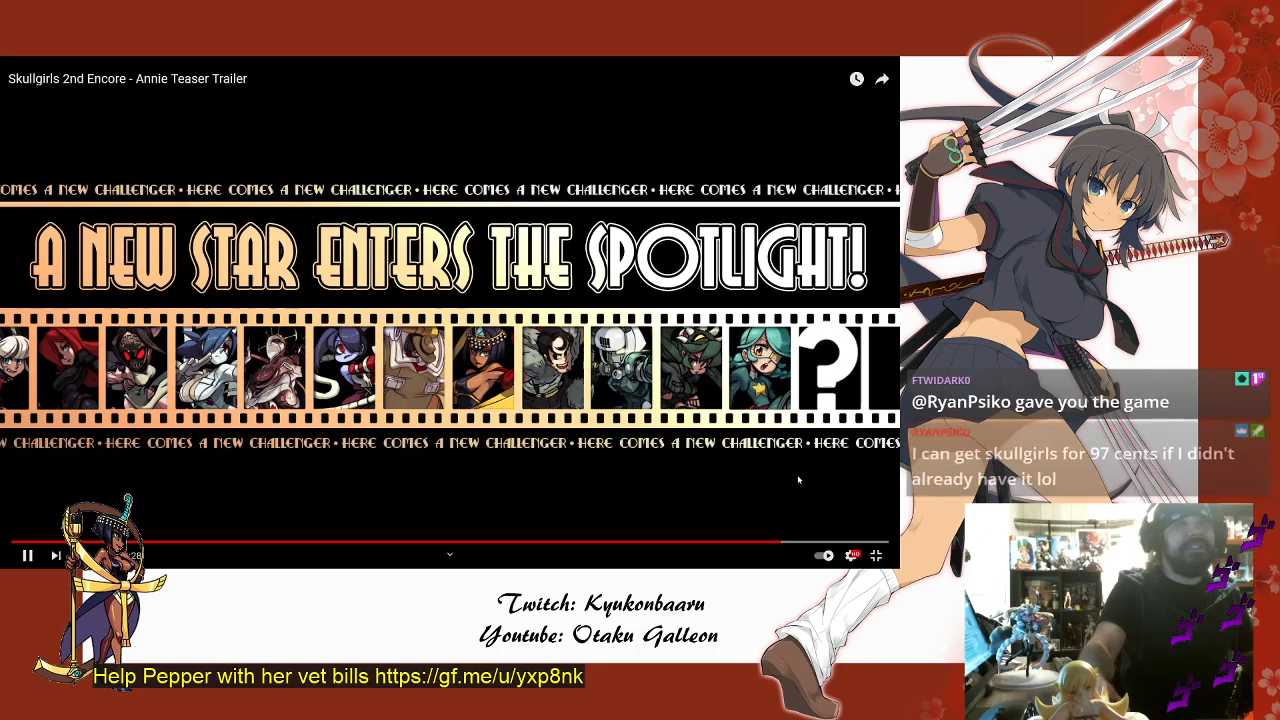 Skullgirls 2nd Encore - Annie Teaser Trailer
OMES A NEW CHALLENGER • HERE COMES A NEW CHALLENGER • HERE COMES A NEW CHALLENGER • HERE COMES A NEW CHALLENGER •
A NEW STAR ENTERS THE SPOTLIGHT!
?
W CHALLENGER • HERE COMES A NEW CHALLENGER • HERE COMES A NEW CHALLENGER • HERE COMES A NEW CHALLENGER • HERE COMES
HD
FTWIDARK0
1ST
@RyanPsiko gave you the game
RYANPSIKO
I can get skullgirls for 97 cents if I didn't
already have it lol
Twitch: Kyukonbaaru
Youtube: Otaku Galleon
Help Pepper with her vet bills https://gf.me/u/yxp8nk